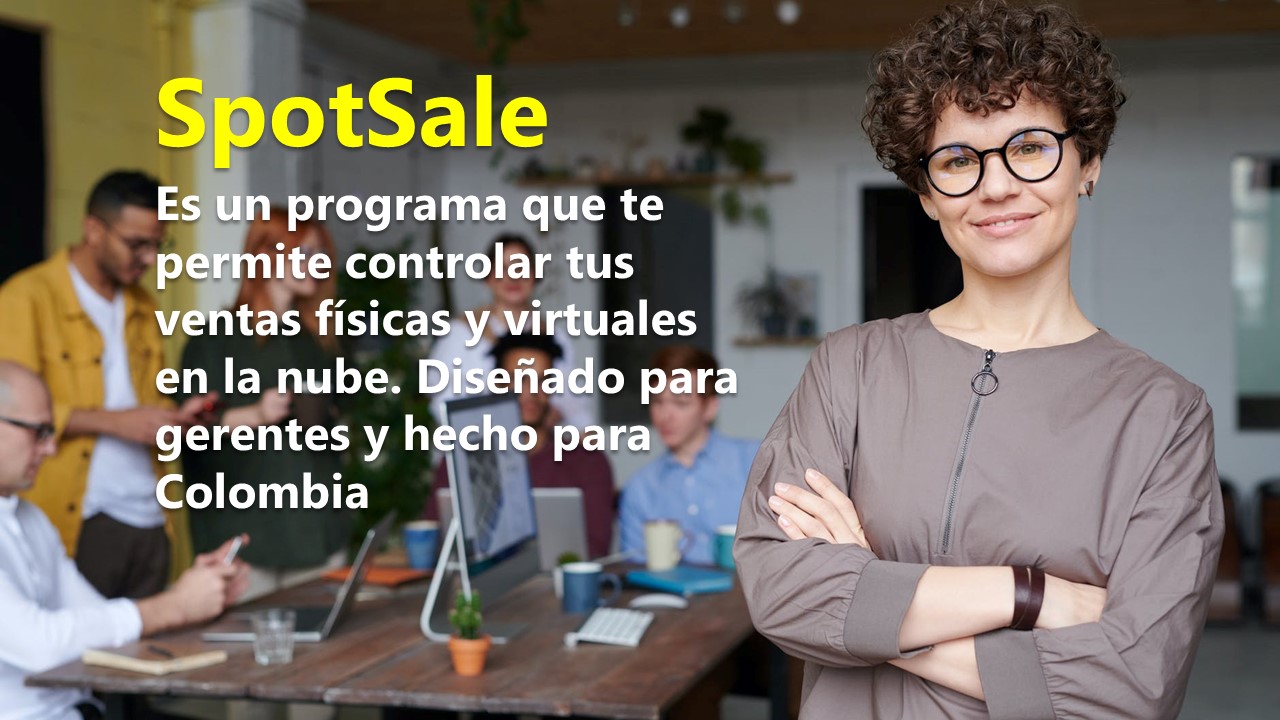 SpotSale
Es un programa que te
permite controlar tus
ventas físicas y virtuales
en la nube. Diseñado para
gerentes y hecho para
Colombia